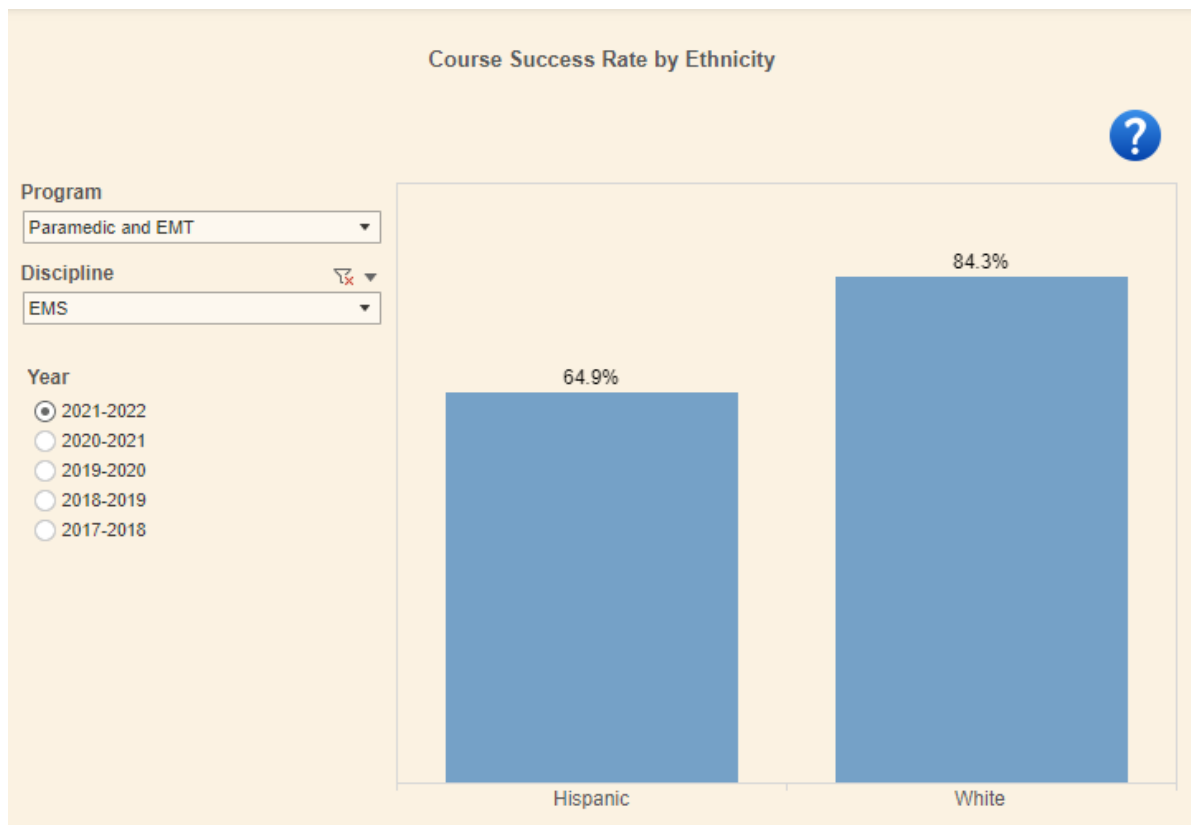 Course Success Rate by Ethnicity
?
Program
Paramedic and EMT
Discipline
EMS
Year
2021-2022
2020-2021
2019-2020
2018-2019
2017-2018
84.3%
64.9%
Hispanic White